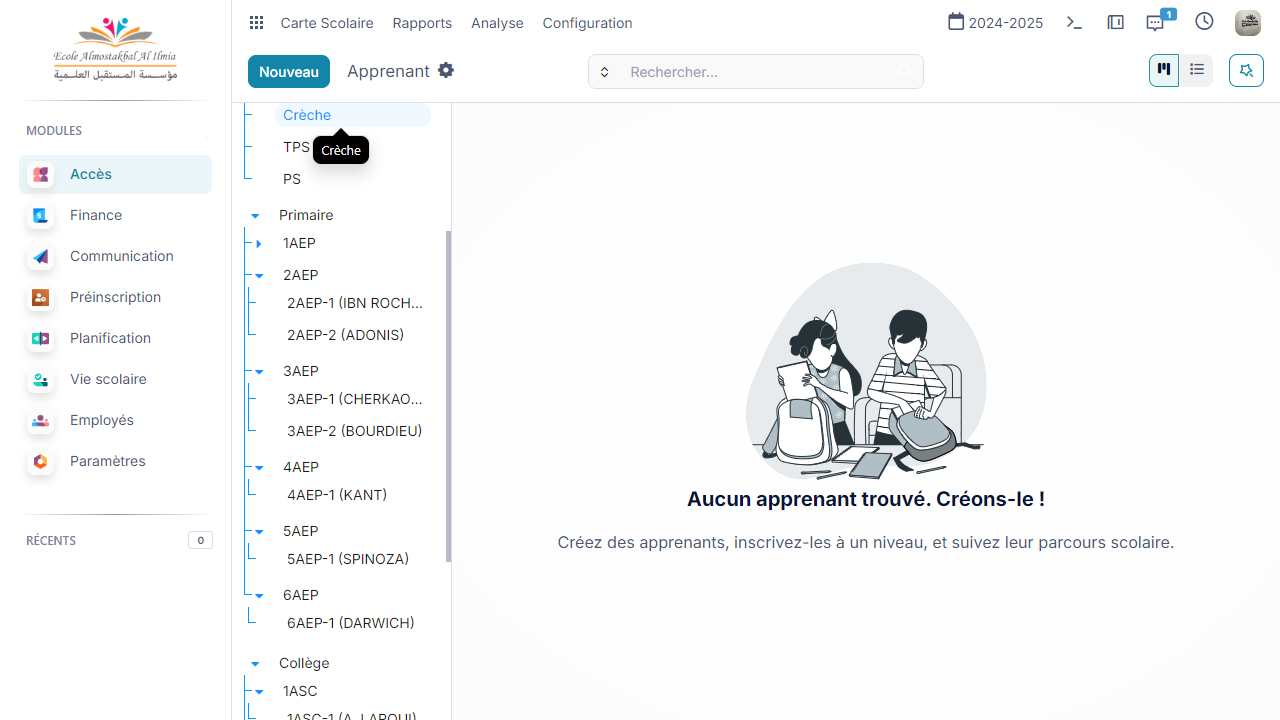 Ecole Almostakbal Al Ilmia
مؤسـسـة المـستقبل العـلـمـيـة
MODULES
Accès
Finance
Communication
Préinscription
Planification
Vie scolaire
Employés
Paramètres
RÉCENTS 0
Carte Scolaire Rapports Analyse Configuration 2024-2025 1
Nouveau Apprenant Rechercher...
Crèche
Crèche
TPS
PS
Primaire
1AEP
2AEP
2AEP-1 (IBN ROCH...
2AEP-2 (ADONIS)
3AEP
3AEP-1 (CHERKAO...
3AEP-2 (BOURDIEU)
4AEP
4AEP-1 (KANT)
5AEP
5AEP-1 (SPINOZA)
6AEP
6AEP-1 (DARWICH)
Collège
1ASC
1ASC-1 (A. LAROUI)
Aucun apprenant trouvé. Créons-le !
Créez des apprenants, inscrivez-les à un niveau, et suivez leur parcours scolaire.